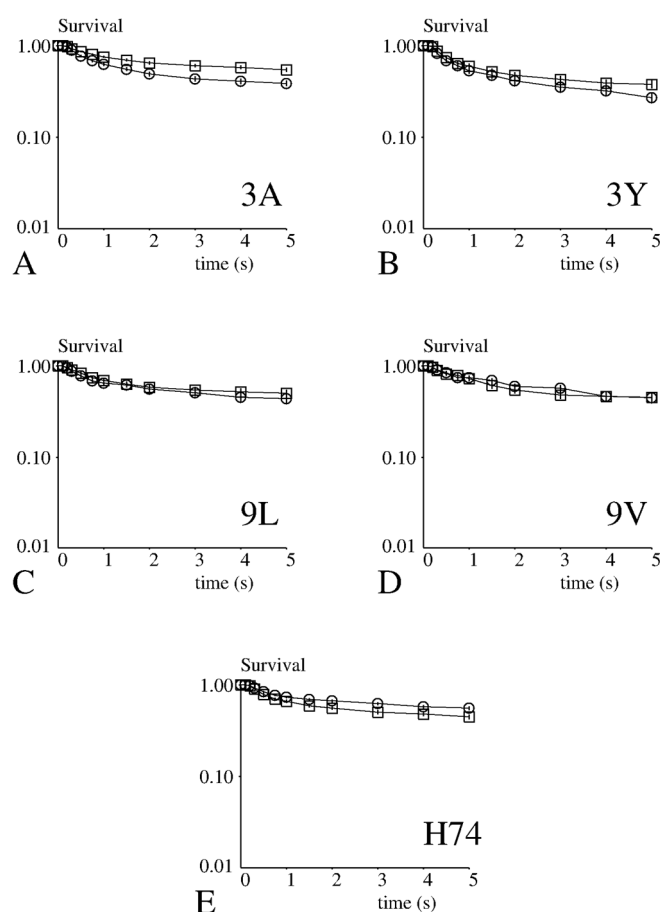 Survival
1.00
0.10
0.01
3A
0 1 2 3 4 5
time (s)
A
Survival
1.00
0.10
0.01
3Y
0 1 2 3 4 5
time (s)
B
Survival
1.00
0.10
0.01
9L
0 1 2 3 4 5
time (s)
C
Survival
1.00
0.10
0.01
9V
0 1 2 3 4 5
time (s)
D
Survival
1.00
0.10
0.01
H74
0 1 2 3 4 5
time (s)
E